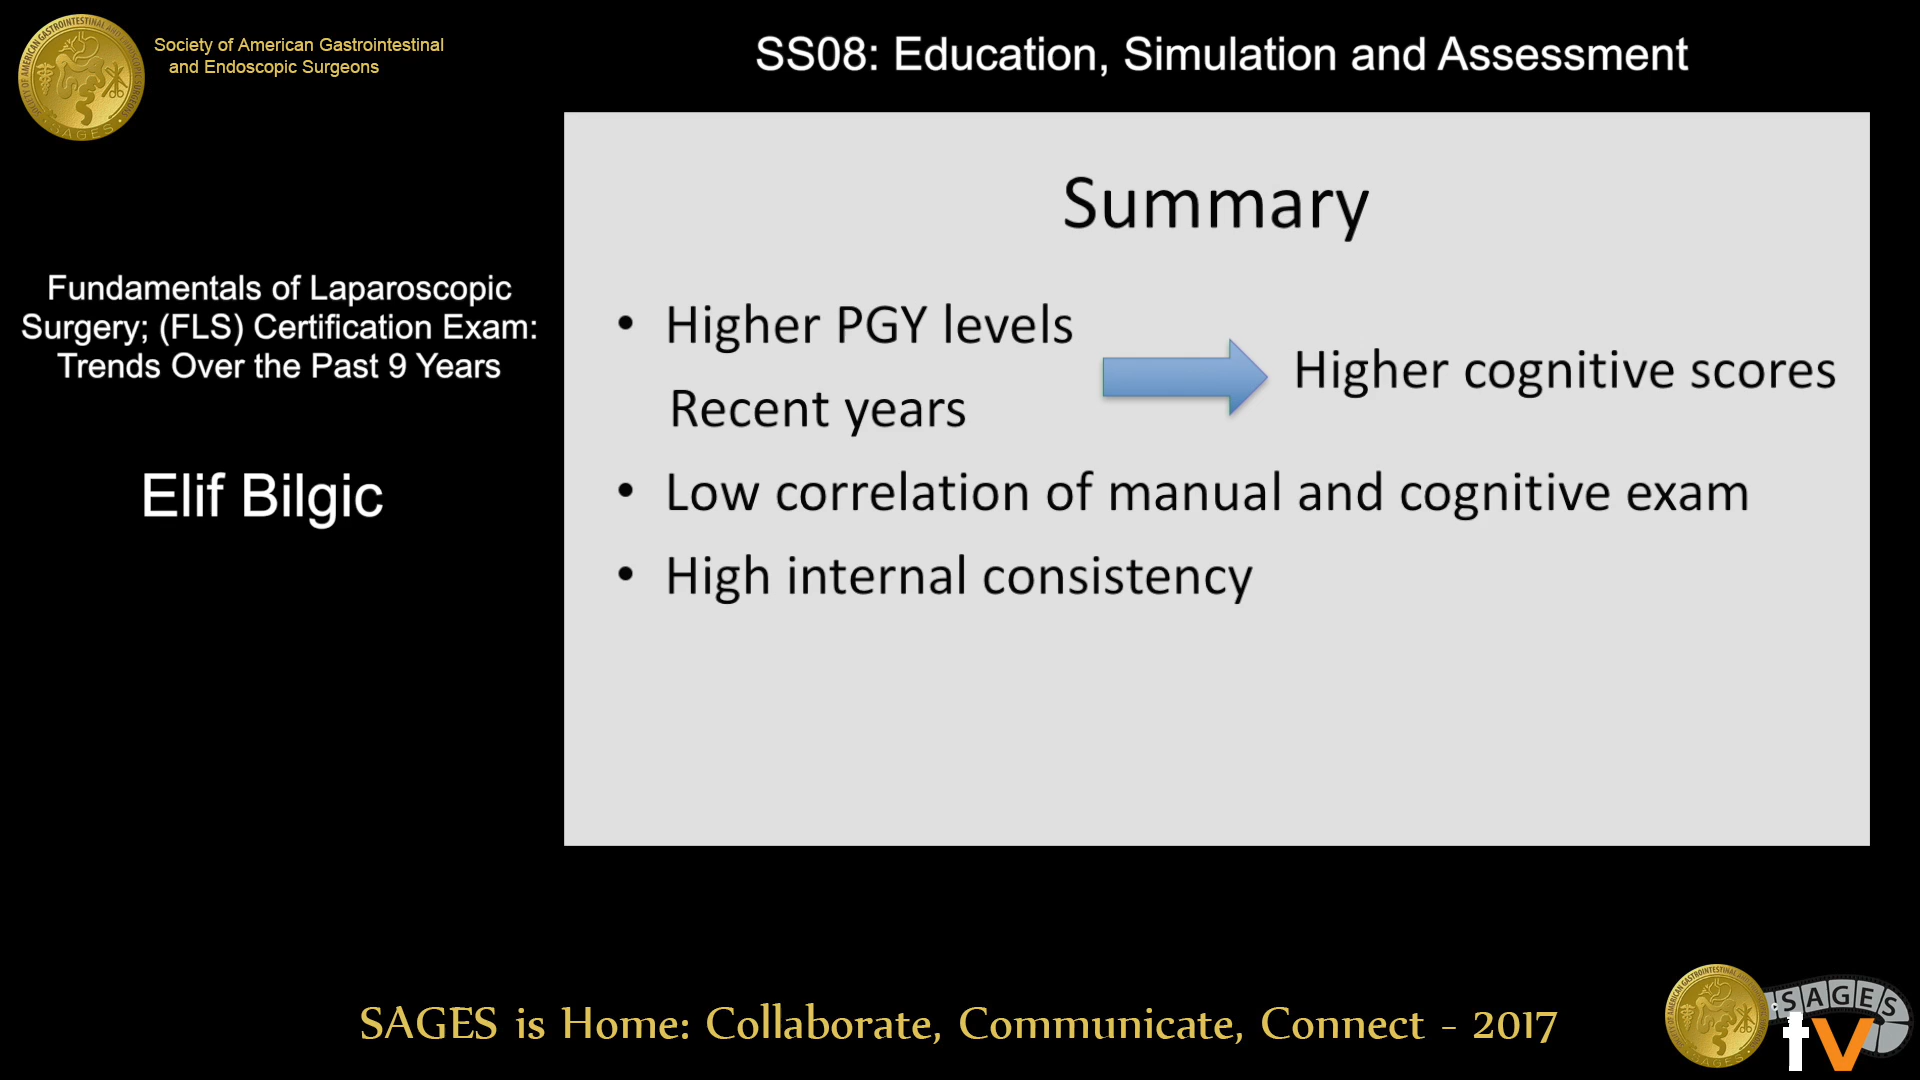 Society of American Gastrointestinal
and Endoscopic Surgeons
SS08: Education, Simulation and Assessment
Fundamentals of Laparoscopic
Surgery; (FLS) Certification Exam:
Trends Over the Past 9 Years
Elif Bilgic
Summary
• Higher PGY levels
Recent years
Higher cognitive scores
• Low correlation of manual and cognitive exam
• High internal consistency
SAGES is Home: Collaborate, Communicate, Connect - 2017
SAGES
tv
SAGES